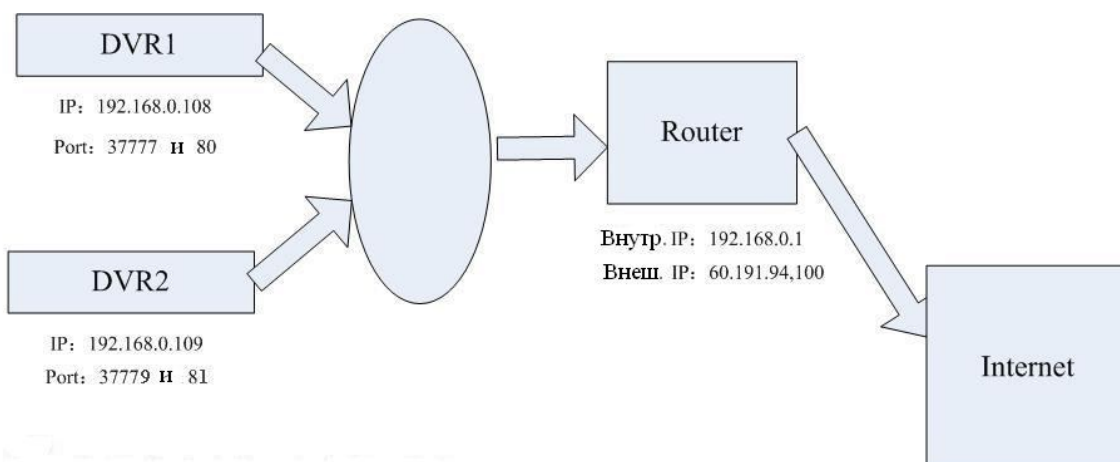 DVR1
IP: 192.168.0.108
Port: 37777 и 80
DVR2
IP: 192.168.0.109
Port: 37779 и 81
Router
Внутр. IP: 192.168.0.1
Внеш. IP: 60.191.94,100
Internet